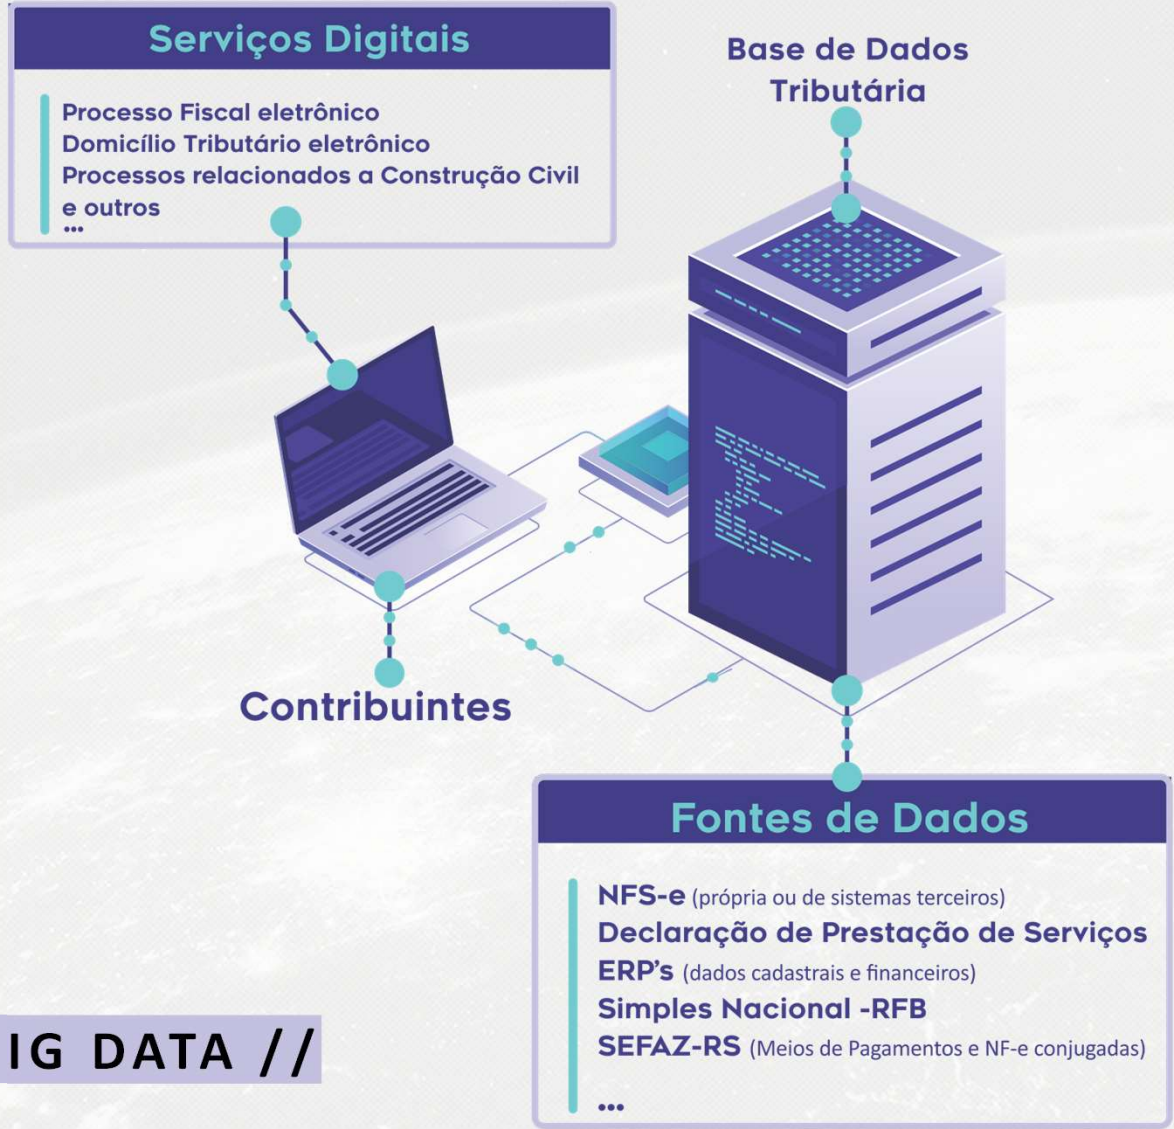 Serviços Digitais
Processo Fiscal eletrônico
Domicílio Tributário eletrônico
Processos relacionados a Construção Civil
e outros
...
Base de Dados
Tributária
Contribuintes
Fontes de Dados
NFS-e (própria ou de sistemas terceiros)
Declaração de Prestação de Serviços
ERP’s (dados cadastrais e financeiros)
Simples Nacional -RFB
SEFAZ-RS (Meios de Pagamentos e NF-e conjugadas)
...
IG DATA //